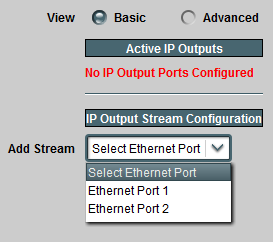 View Basic Advanced
Active IP Outputs
No IP Output Ports Configured
IP Output Stream Configuration
Add Stream Select Ethernet Port
Select Ethernet Port
Ethernet Port 1
Ethernet Port 2